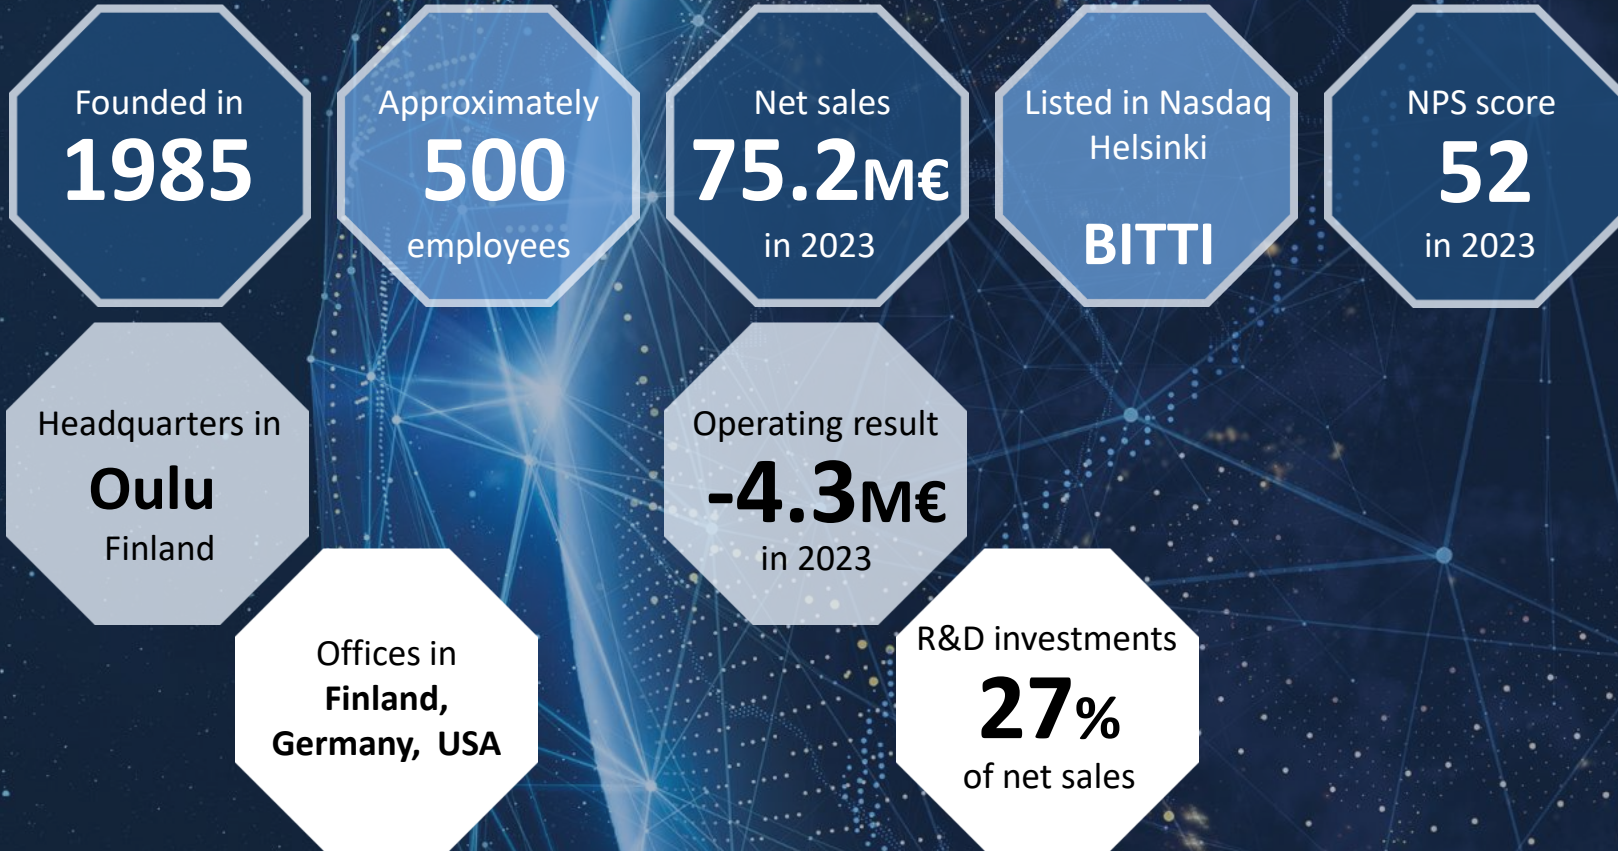 Founded in
1985
Approximately
500
employees
Net sales
75.2M€
in 2023
Listed in Nasdaq
Helsinki
BITTI
NPS score
52
in 2023
Headquarters in
Oulu
Finland
Operating result
-4.3M€
in 2023
Offices in
Finland,
Germany, USA
R&D investments
27%
of net sales